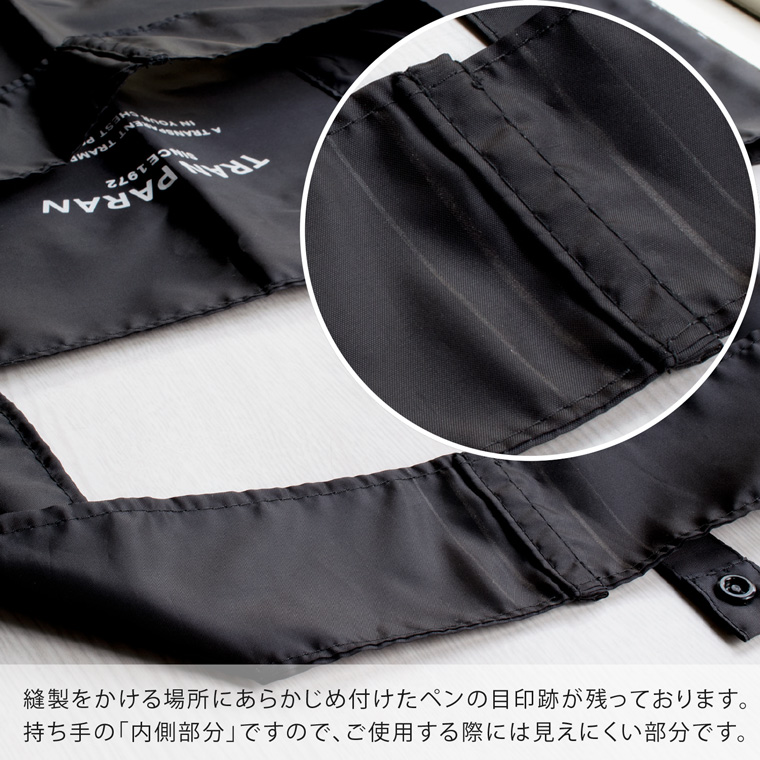 TRAN PARAN
SINCE 1972
A TRANSPARENT
IN YOUR
縫製をかける場所にあらかじめ付けたペンの目印跡が残っております。
持ち手の「内側部分」ですので、ご使用する際には見えにくい部分です。